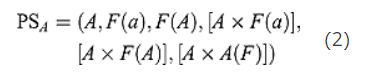 PS_A = (A, F(a), F(A), [A × F(a)],
[A × F(A)], [A × A(F)]) (2)